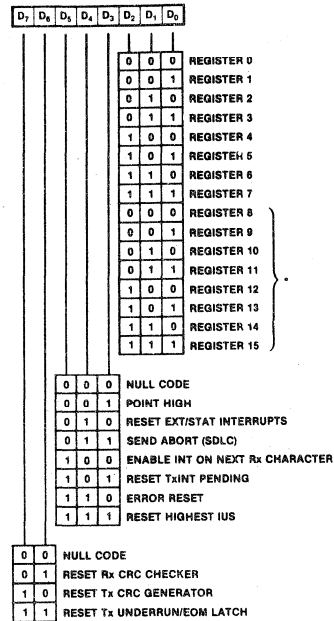 D7 D6 D5 D4 D3 D2 D1 D0
0 0 0 REGISTER 0
0 0 1 REGISTER 1
0 1 0 REGISTER 2
0 1 1 REGISTER 3
1 0 0 REGISTER 4
1 0 1 REGISTER 5
1 1 0 REGISTER 6
1 1 1 REGISTER 7
0 0 0 REGISTER 8
0 0 1 REGISTER 9
0 1 0 REGISTER 10
0 1 1 REGISTER 11 *
1 0 0 REGISTER 12
1 0 1 REGISTER 13
1 1 0 REGISTER 14
1 1 1 REGISTER 15
0 0 0 NULL CODE
0 0 1 POINT HIGH
0 1 0 RESET EXT/STAT INTERRUPTS
0 1 1 SEND ABORT (SDLC)
1 0 0 ENABLE INT ON NEXT Rx CHARACTER
1 0 1 RESET TxINT PENDING
1 1 0 ERROR RESET
1 1 1 RESET HIGHEST IUS
0 0 NULL CODE
0 1 RESET Rx CRC CHECKER
1 0 RESET Tx CRC GENERATOR
1 1 RESET Tx UNDERRUN/EOM LATCH